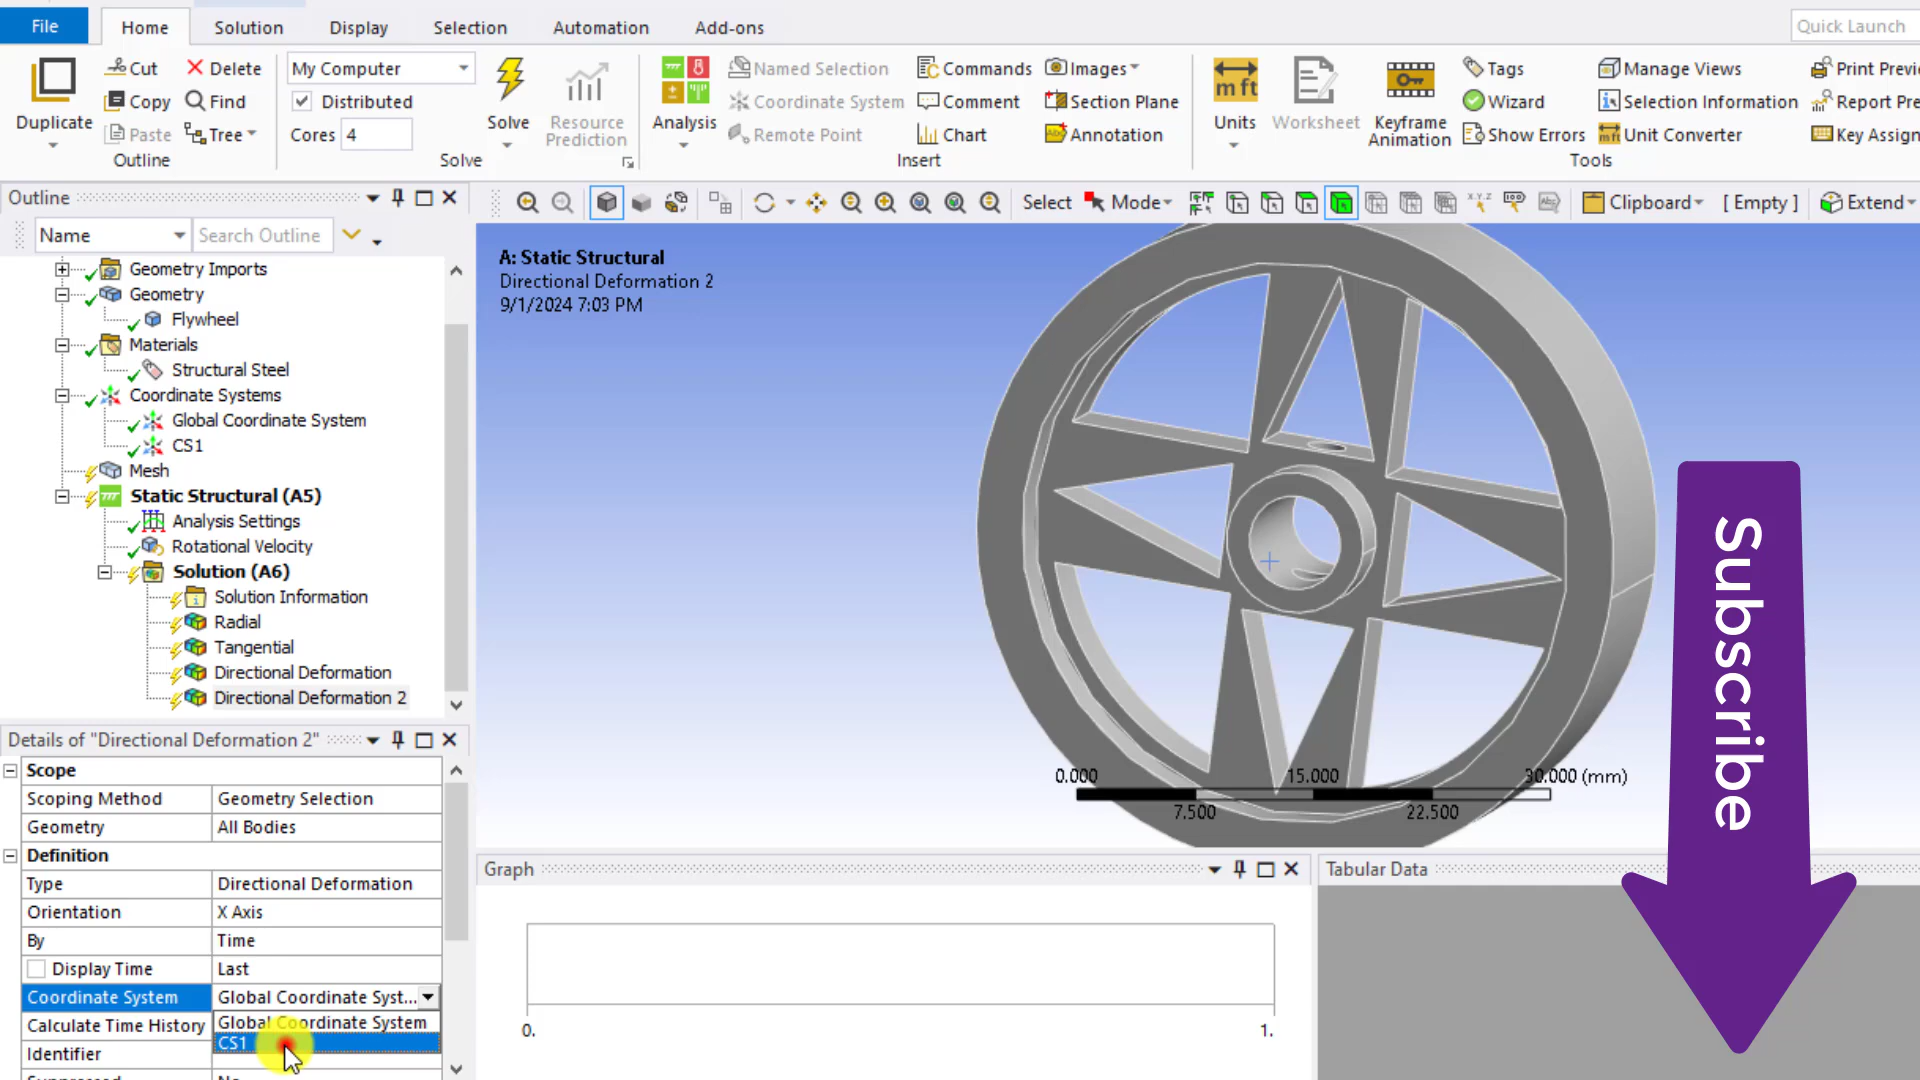 File
Home
Solution
Display
Selection
Automation
Add-ons
Quick Launch
Duplicate
Cut
Copy
Paste
Delete
Find
Tree
Outline
My Computer
Distributed
Cores 4
Solve
Resource
Prediction
Solve
Analysis
Named Selection
Coordinate System
Remote Point
Commands
Comment
Chart
Images
Section Plane
Annotation
Insert
Units
Worksheet
Keyframe
Animation
Tags
Wizard
Show Errors
Manage Views
Selection Information
Unit Converter
Print Previe
Report Pre
Key Assign
Tools
Outline
Name
Search Outline
Select
Mode
Clipboard
[ Empty ]
Extend
Geometry Imports
Geometry
Flywheel
Materials
Structural Steel
Coordinate Systems
Global Coordinate System
CS1
Mesh
Static Structural (A5)
Analysis Settings
Rotational Velocity
Solution (A6)
Solution Information
Radial
Tangential
Directional Deformation
Directional Deformation 2
A: Static Structural
Directional Deformation 2
9/1/2024 7:03 PM
0.000 15.000 30.000 (mm)
7.500 22.500
Subscribe
Details of "Directional Deformation 2"
Scope
Scoping Method Geometry Selection
Geometry All Bodies
Definition
Type Directional Deformation
Orientation X Axis
By Time
Display Time Last
Coordinate System Global Coordinate Syst...
Global Coordinate System
CS1
Calculate Time History
Identifier
Graph
0. 1.
Tabular Data